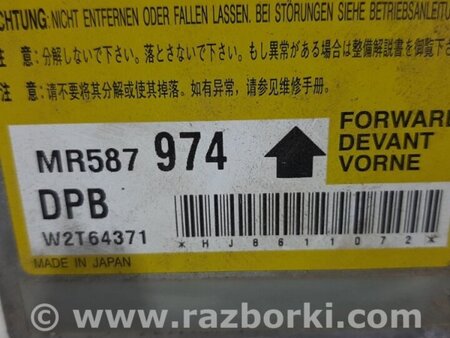 ACHTUNG: NICHT ENTFERNEN ODER FALLEN LASSEN. BEI STÖRUNGEN SIEHE BETRIEBSANLEITU
意：分解しないで下さい。落とさないで下さい。もし異常がある場合は整備解説書を御覧下
注 意：请不要将其分解或使其掉落。如有异常，请参见维修手册.
MR587 974
FORWARD
DEVANT
VORNE
DPB
W2T64371
*HJ8611072*
MADE IN JAPAN
www.razborki.com